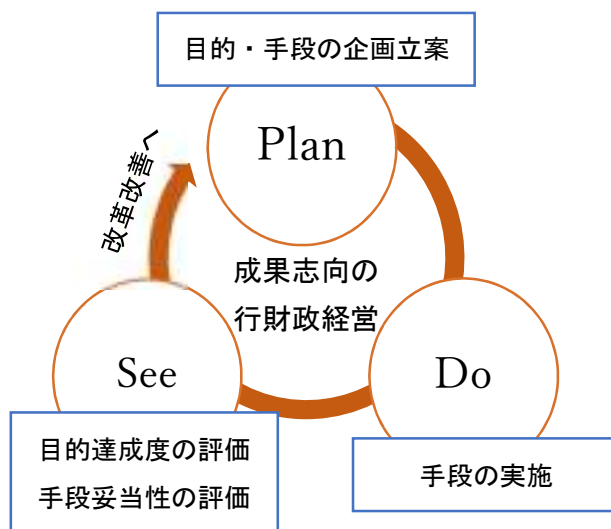 目的・手段の企画立案
Plan
改革改善へ
成果志向の
行財政経営
See
Do
目的達成度の評価
手段妥当性の評価
手段の実施